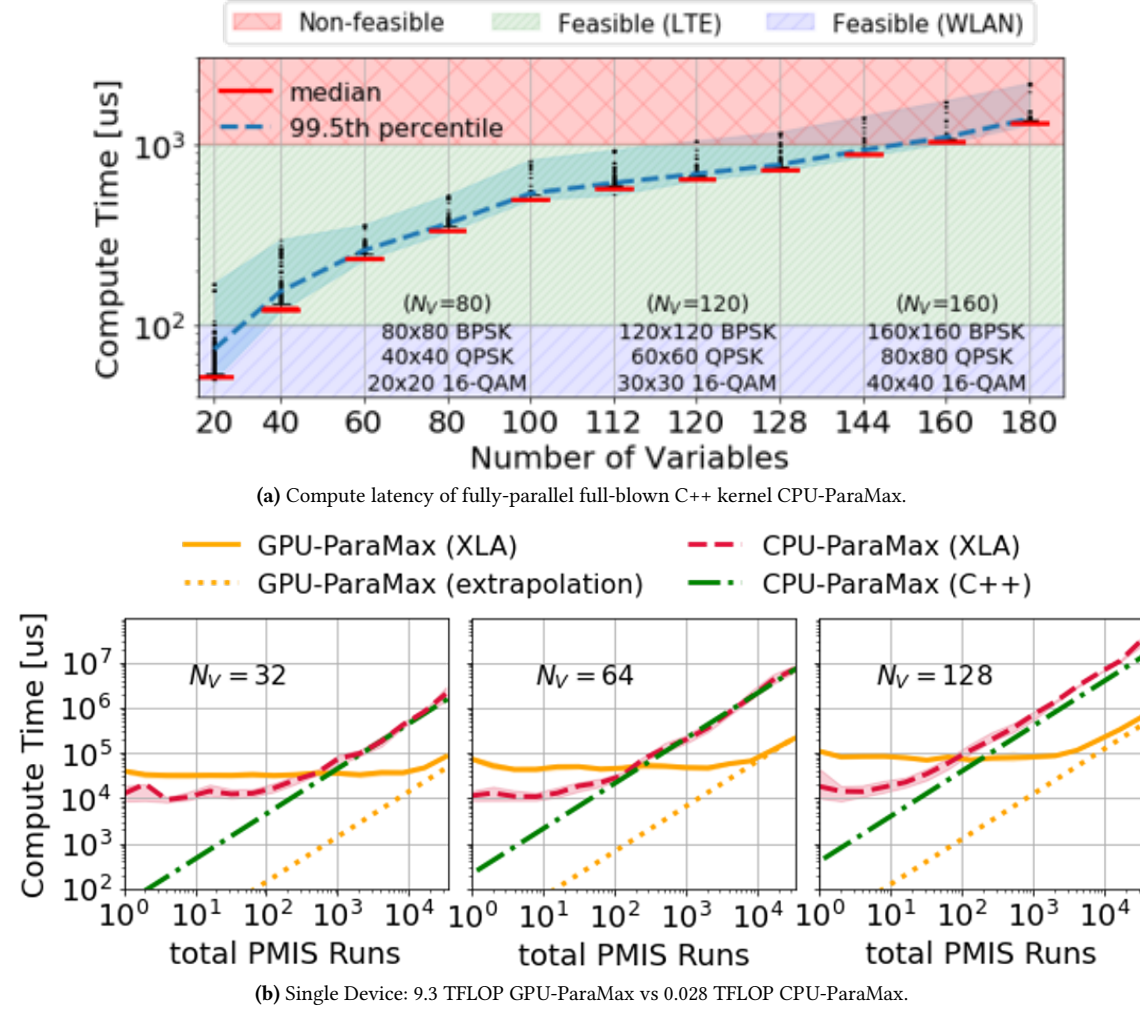 Non-feasible Feasible (LTE) Feasible (WLAN)
median
99.5th percentile
Compute Time [us]
10³
10²
(N_V=80) (N_V=120) (N_V=160)
80x80 BPSK 120x120 BPSK 160x160 BPSK
40x40 QPSK 60x60 QPSK 80x80 QPSK
20x20 16-QAM 30x30 16-QAM 40x40 16-QAM
20 40 60 80 100 112 120 128 144 160 180
Number of Variables
(a) Compute latency of fully-parallel full-blown C++ kernel CPU-ParaMax.
GPU-ParaMax (XLA) CPU-ParaMax (XLA)
GPU-ParaMax (extrapolation) CPU-ParaMax (C++)
Compute Time [us]
10⁷
10⁶
10⁵
10⁴
10³
10²
N_V = 32 N_V = 64 N_V = 128
10⁰ 10¹ 10² 10³ 10⁴ 10⁰ 10¹ 10² 10³ 10⁴ 10⁰ 10¹ 10² 10³ 10⁴
total PMIS Runs total PMIS Runs total PMIS Runs
(b) Single Device: 9.3 TFLOP GPU-ParaMax vs 0.028 TFLOP CPU-ParaMax.